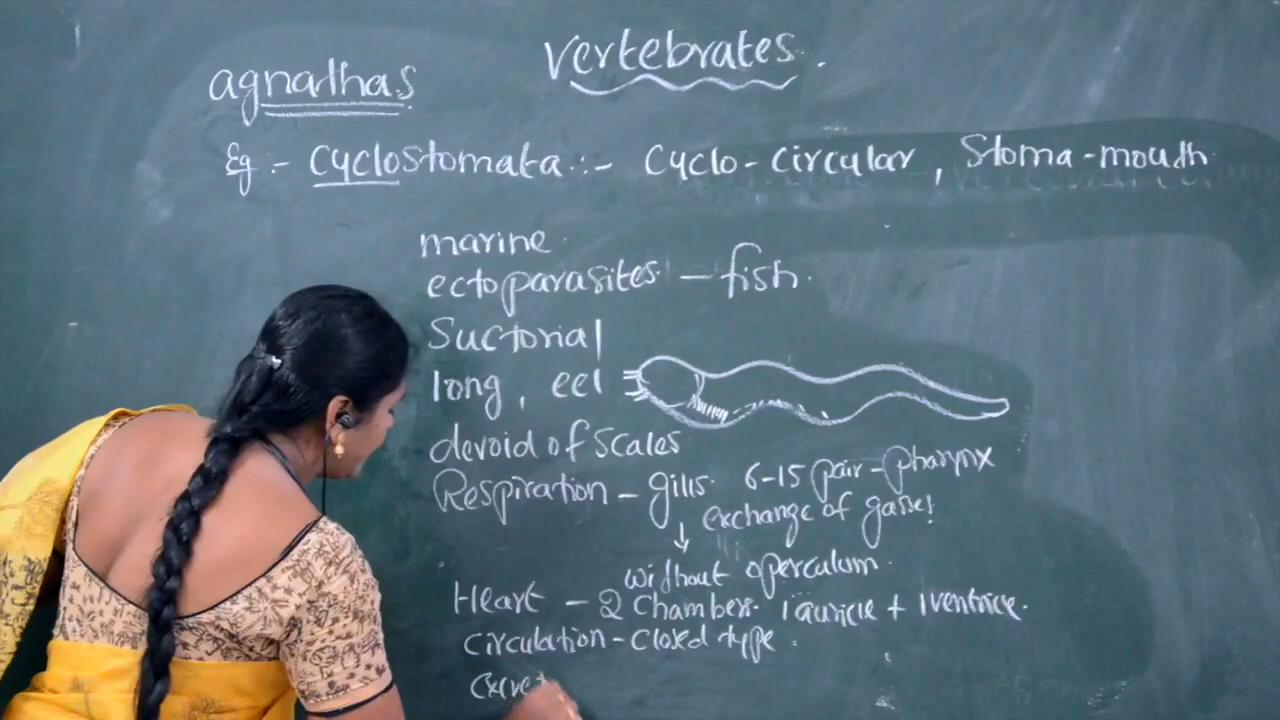 Vertebrates.
agnathas
Eg :- Cyclostomata :- Cyclo-circular, Stoma-mouth
marine
ectoparasites - fish.
Suctorial
long, eel
devoid of scales
Respiration - gills. 6-15 pair - pharynx
exchange of gasses
↓
without operculum.
Heart - 2 Chambers. 1 auricle + 1 ventricle.
circulation - closed type.